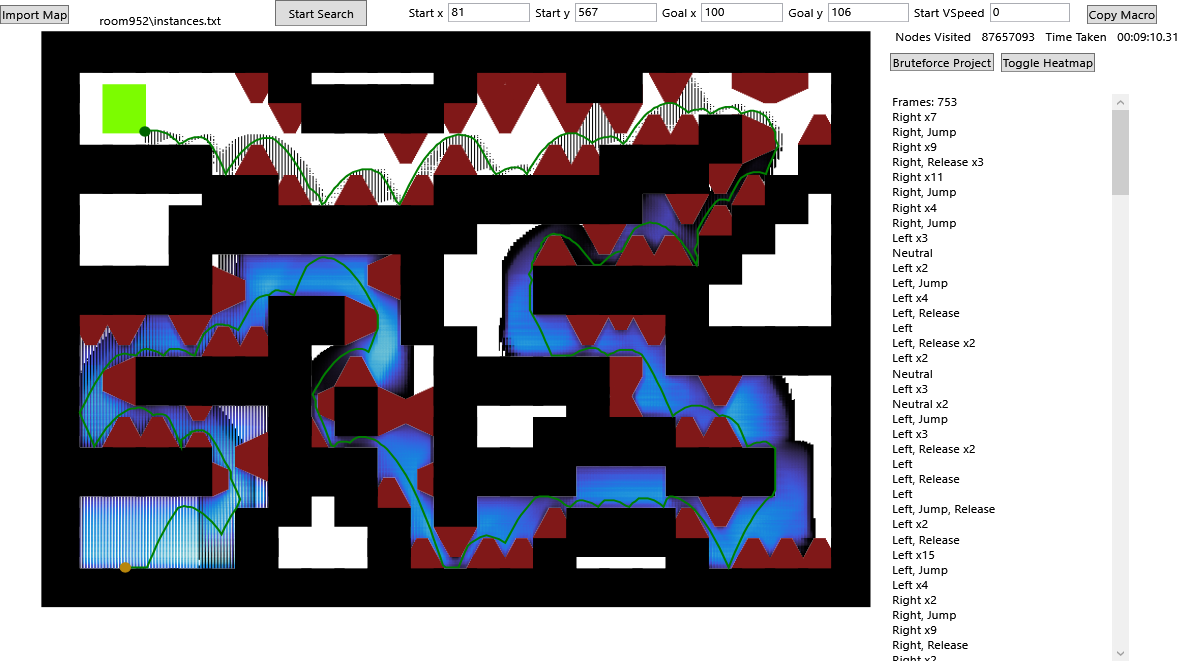 Import Map
room952\instances.txt
Start Search
Start x 81 Start y 567 Goal x 100 Goal y 106 Start VSpeed 0
Copy Macro
Nodes Visited 87657093 Time Taken 00:09:10.31
Bruteforce Project
Toggle Heatmap
Frames: 753
Right x7
Right, Jump
Right x9
Right, Release x3
Right x11
Right, Jump
Right x4
Right, Jump
Left x3
Neutral
Left x2
Left, Jump
Left x4
Left, Release
Left
Left, Release x2
Left x2
Neutral
Left x3
Neutral x2
Left, Jump
Left x3
Left, Release x2
Left
Left, Release
Left
Left, Jump, Release
Left x2
Left, Release
Left x15
Left, Jump
Left x4
Right x2
Right, Jump
Right x9
Right, Release
Right x2